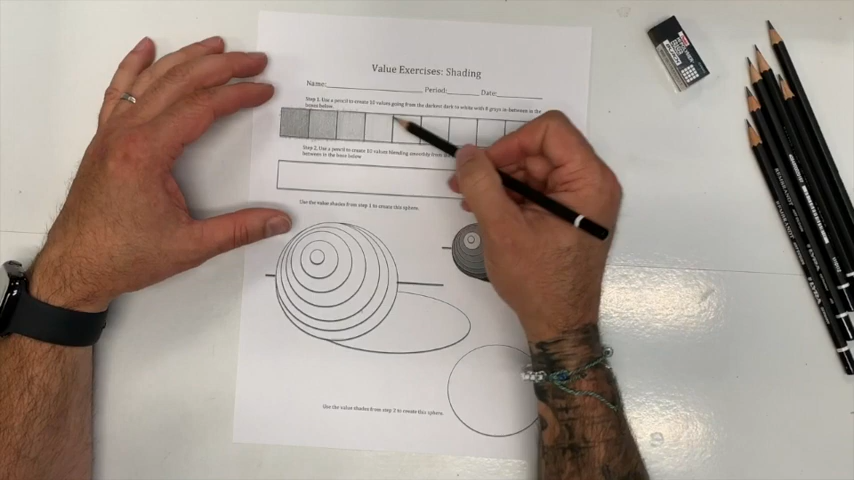 Value Exercises: Shading
Name: Period: Date:
Step 1. Use a pencil to create 10 values going from the darkest dark to white with 8 grays in-between in the
boxes below.
Step 2. Use a pencil to create 10 values blending smoothly from
between in the boxes below
Use the value shades from step 1 to create this sphere.
Use the value shades from step 2 to create this sphere.
LYRA REMBRANDT